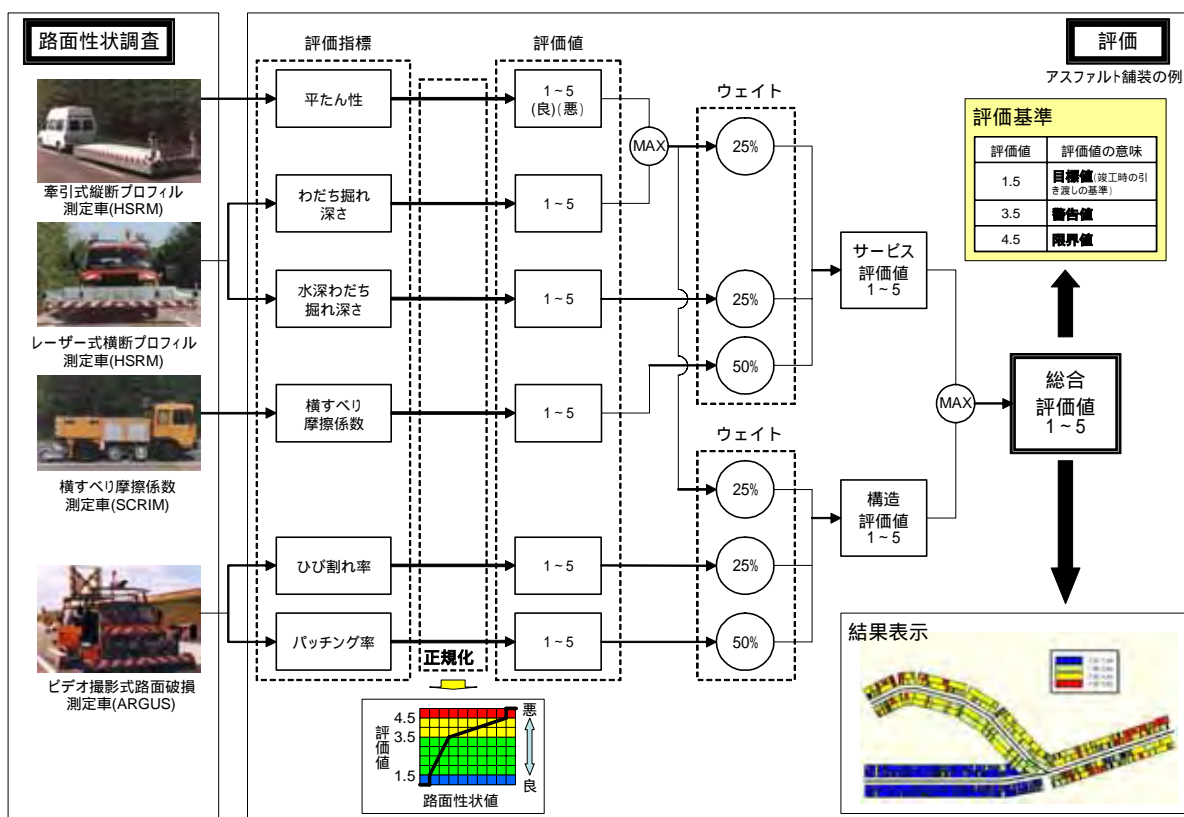 路面性状調査
牽引式縦断プロフィル
測定車(HSRM)
レーザー式横断プロフィル
測定車(HSRM)
横すべり摩擦係数
測定車(SCRIM)
ビデオ撮影式路面破損
測定車(ARGUS)
評価指標
平たん性
わだち掘れ
深さ
水深わだち
掘れ深さ
横すべり
摩擦係数
ひび割れ率
パッチング率
正規化
評価値
1~5
(良)(悪)
1~5
1~5
1~5
1~5
1~5
MAX
ウェイト
25%
25%
50%
ウェイト
25%
25%
50%
サービス
評価値
1~5
構造
評価値
1~5
MAX
総合
評価値
1~5
評価
アスファルト舗装の例
評価基準
評価値 評価値の意味
1.5 目標値(竣工時の引
き渡しの基準)
3.5 警告値
4.5 限界値
評価値
4.5
3.5
1.5
悪
良
路面性状値
結果表示